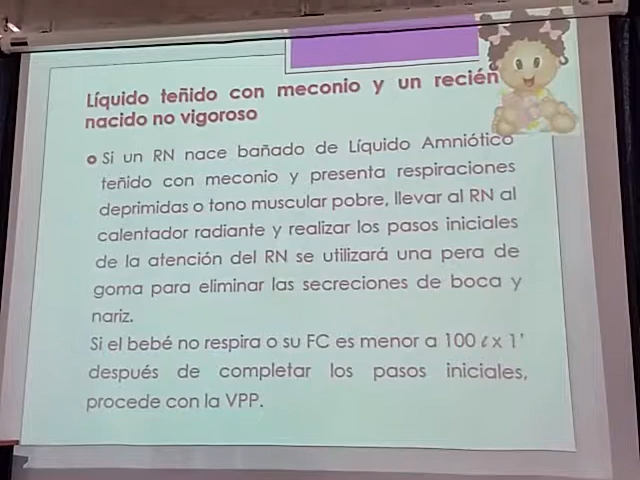 Líquido teñido con meconio y un recién
nacido no vigoroso
Si un RN nace bañado de Líquido Amniótico
teñido con meconio y presenta respiraciones
deprimidas o tono muscular pobre, llevar al RN al
calentador radiante y realizar los pasos iniciales
de la atención del RN se utilizará una pera de
goma para eliminar las secreciones de boca y
nariz.
Si el bebé no respira o su FC es menor a 100 ℓ x 1’
después de completar los pasos iniciales,
procede con la VPP.